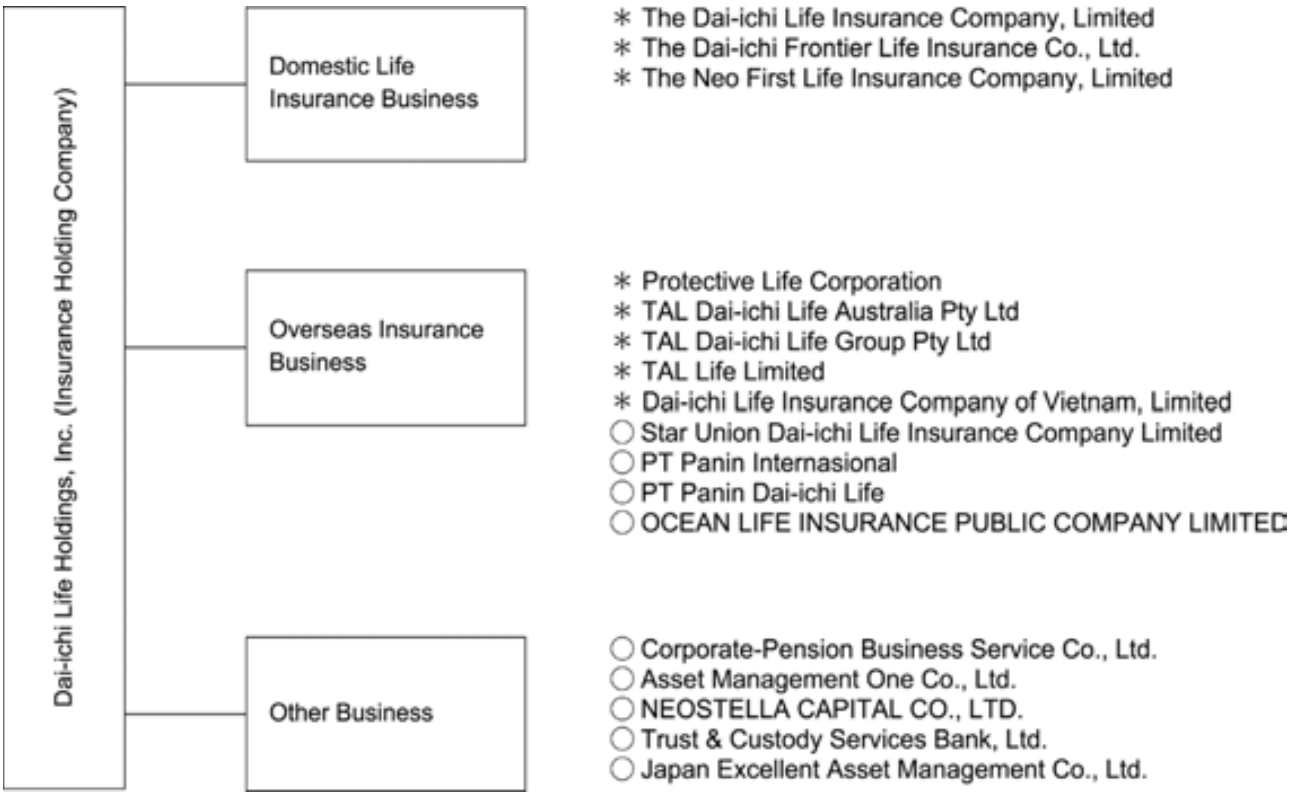 Dai-ichi Life Holdings, Inc. (Insurance Holding Company)
Domestic Life
Insurance Business
* The Dai-ichi Life Insurance Company, Limited
* The Dai-ichi Frontier Life Insurance Co., Ltd.
* The Neo First Life Insurance Company, Limited
Overseas Insurance
Business
* Protective Life Corporation
* TAL Dai-ichi Life Australia Pty Ltd
* TAL Dai-ichi Life Group Pty Ltd
* TAL Life Limited
* Dai-ichi Life Insurance Company of Vietnam, Limited
○ Star Union Dai-ichi Life Insurance Company Limited
○ PT Panin Internasional
○ PT Panin Dai-ichi Life
○ OCEAN LIFE INSURANCE PUBLIC COMPANY LIMITED
Other Business
○ Corporate-Pension Business Service Co., Ltd.
○ Asset Management One Co., Ltd.
○ NEOSTELLA CAPITAL CO., LTD.
○ Trust & Custody Services Bank, Ltd.
○ Japan Excellent Asset Management Co., Ltd.